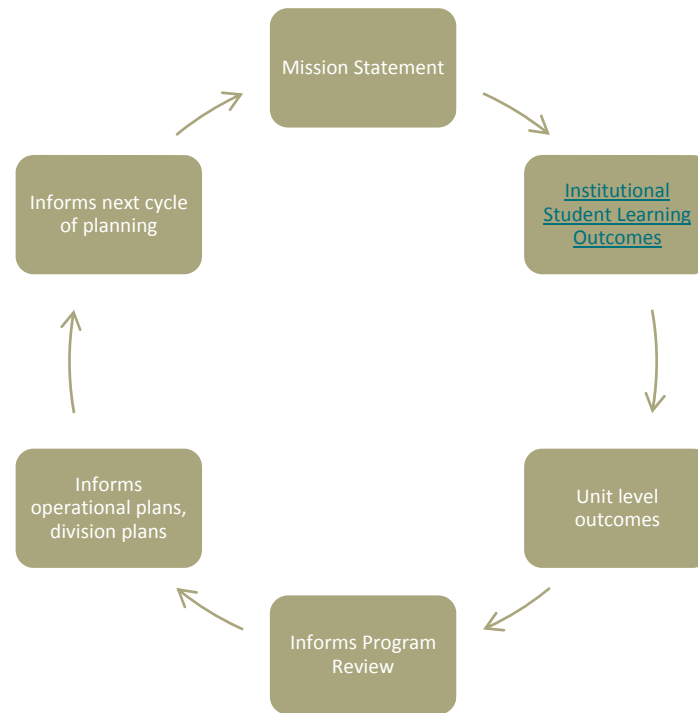 Mission Statement
Institutional
Student Learning
Outcomes
Unit level
outcomes
Informs Program
Review
Informs
operational plans,
division plans
Informs next cycle
of planning